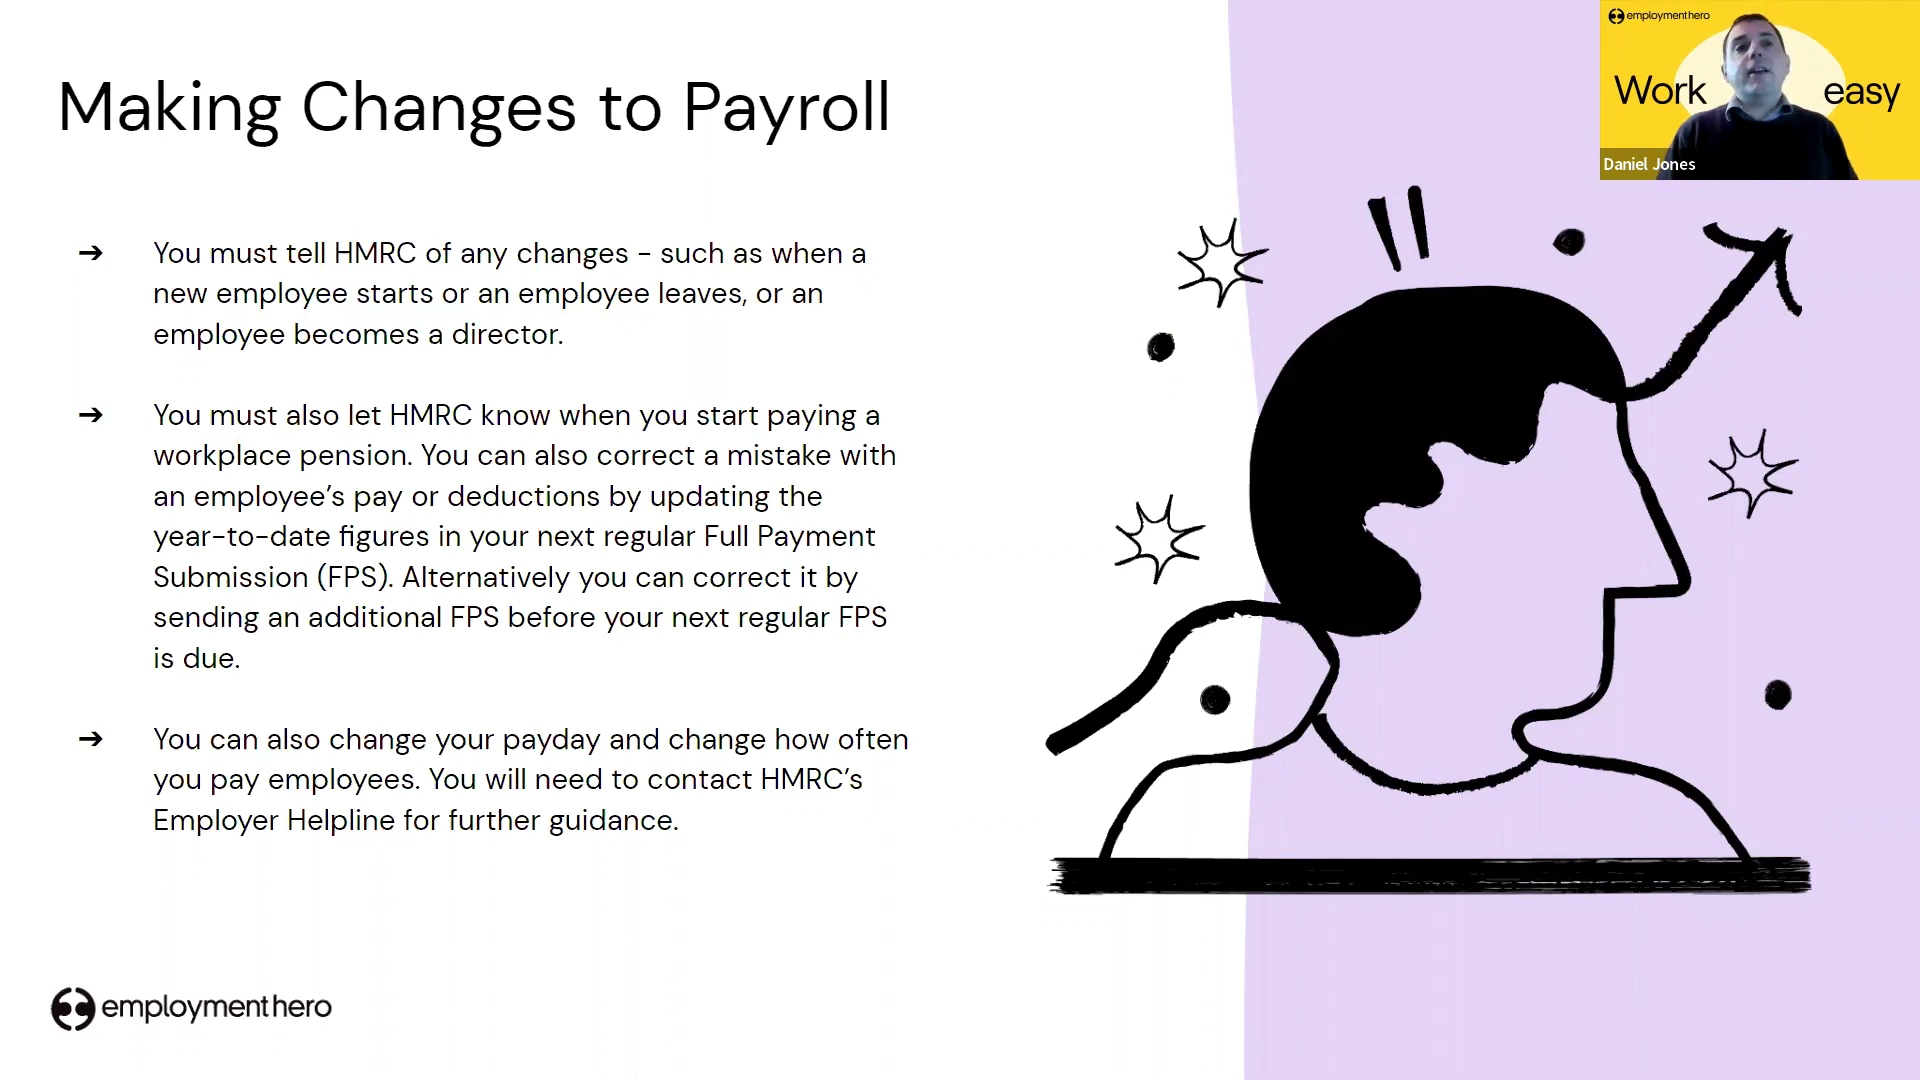 Making Changes to Payroll
➔ You must tell HMRC of any changes - such as when a
new employee starts or an employee leaves, or an
employee becomes a director.
➔ You must also let HMRC know when you start paying a
workplace pension. You can also correct a mistake with
an employee’s pay or deductions by updating the
year-to-date figures in your next regular Full Payment
Submission (FPS). Alternatively you can correct it by
sending an additional FPS before your next regular FPS
is due.
➔ You can also change your payday and change how often
you pay employees. You will need to contact HMRC’s
Employer Helpline for further guidance.
employmenthero
employmenthero
Work easy
Daniel Jones